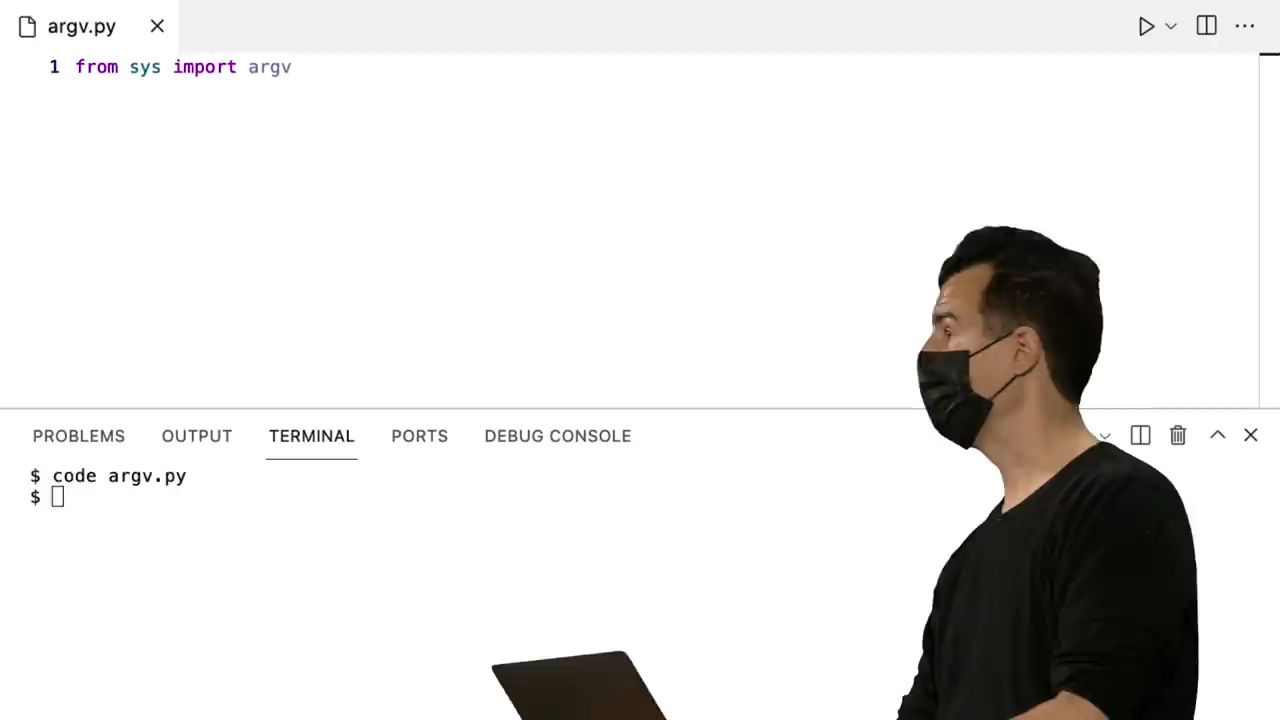 argv.py
1 from sys import argv
PROBLEMS OUTPUT TERMINAL PORTS DEBUG CONSOLE
$ code argv.py
$